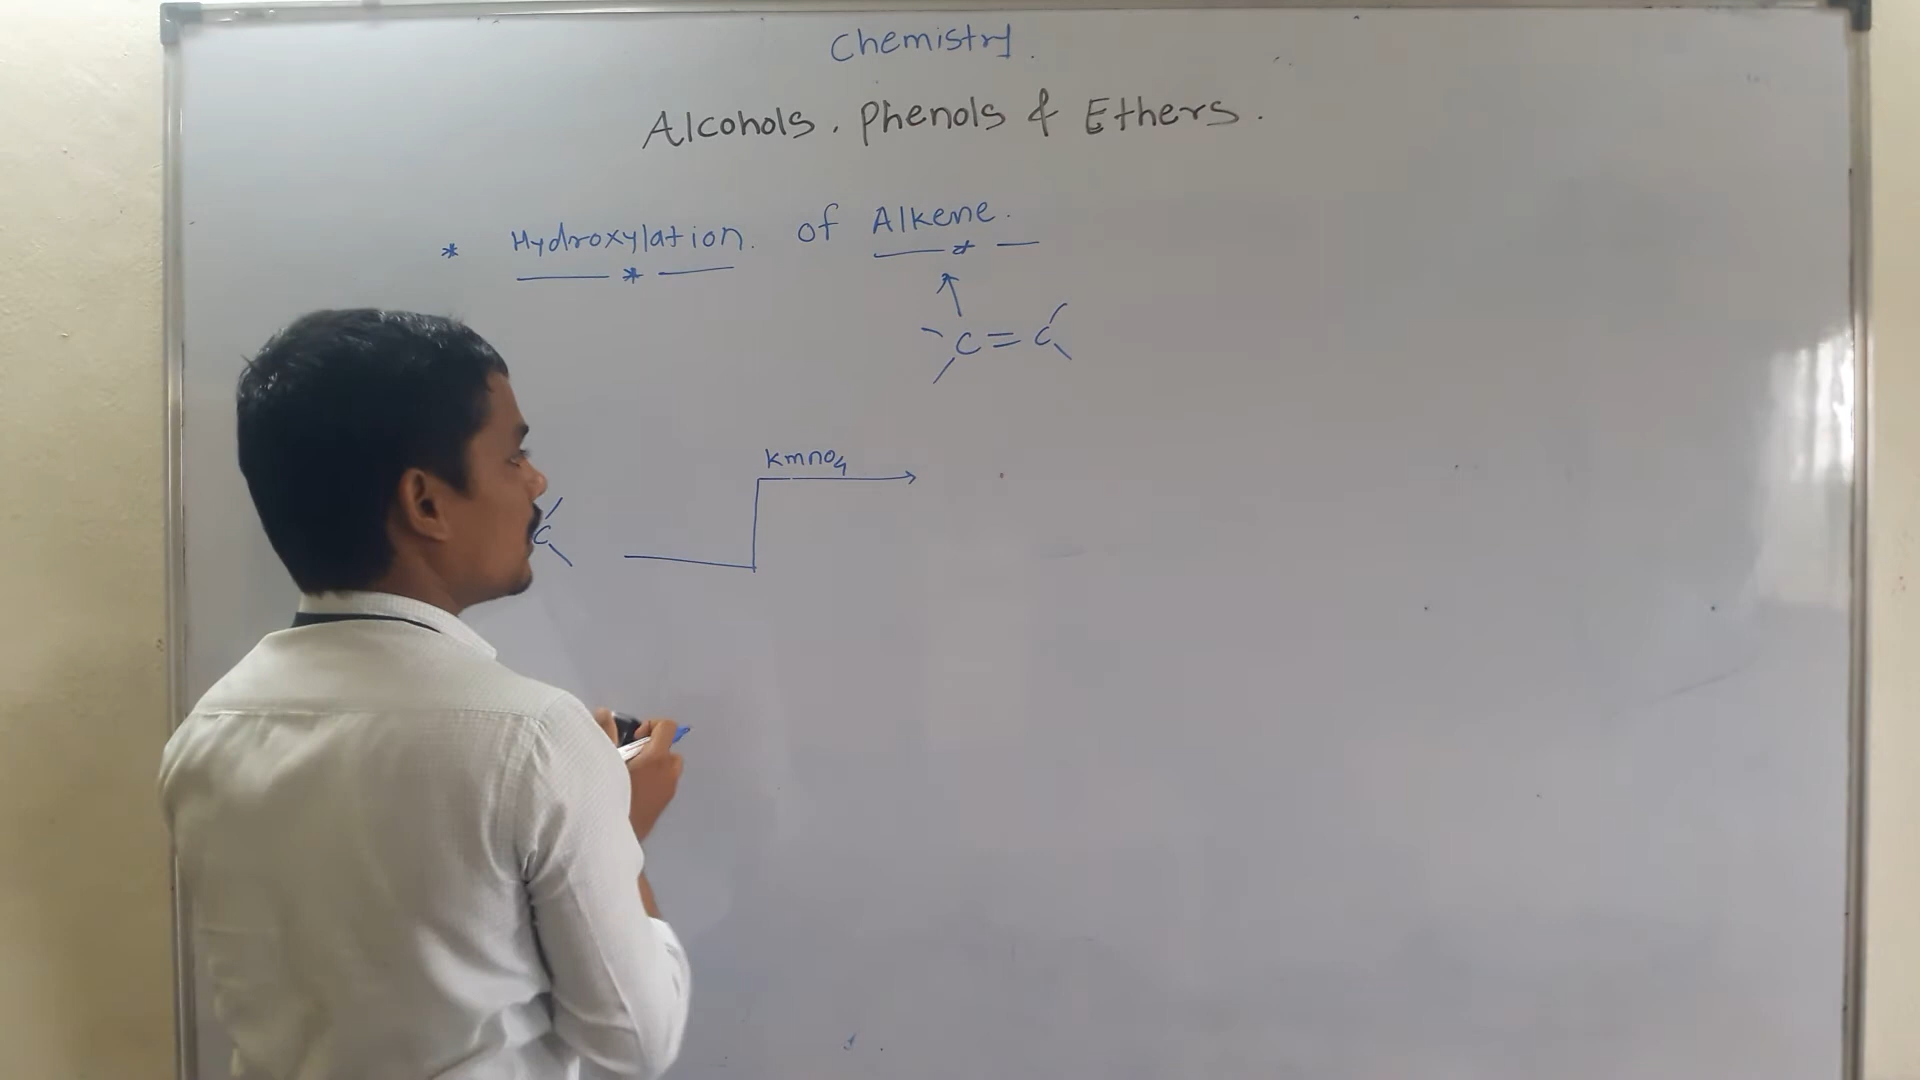 Chemistry.
Alcohols, Phenols & Ethers.
* Hydroxylation. of Alkene.
C=C
KmnO4
C